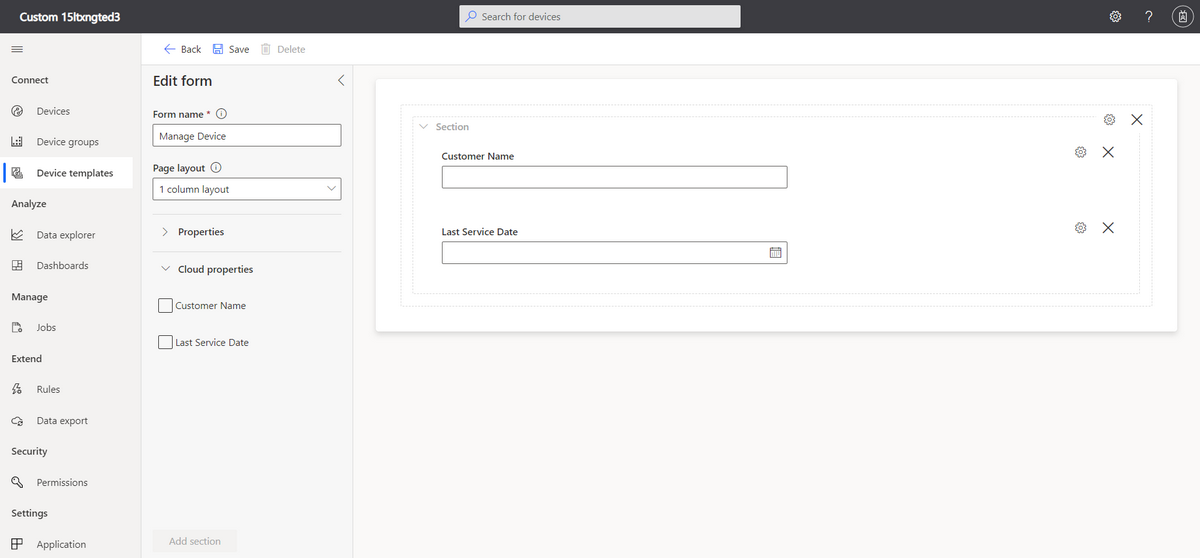 Custom 15ltxngted3
Search for devices
?
Back
Save
Delete
Connect
Devices
Device groups
Device templates
Analyze
Data explorer
Dashboards
Manage
Jobs
Extend
Rules
Data export
Security
Permissions
Settings
Application
Edit form
Form name *
Manage Device
Page layout
1 column layout
Properties
Cloud properties
Customer Name
Last Service Date
Add section
Section
Customer Name
Last Service Date